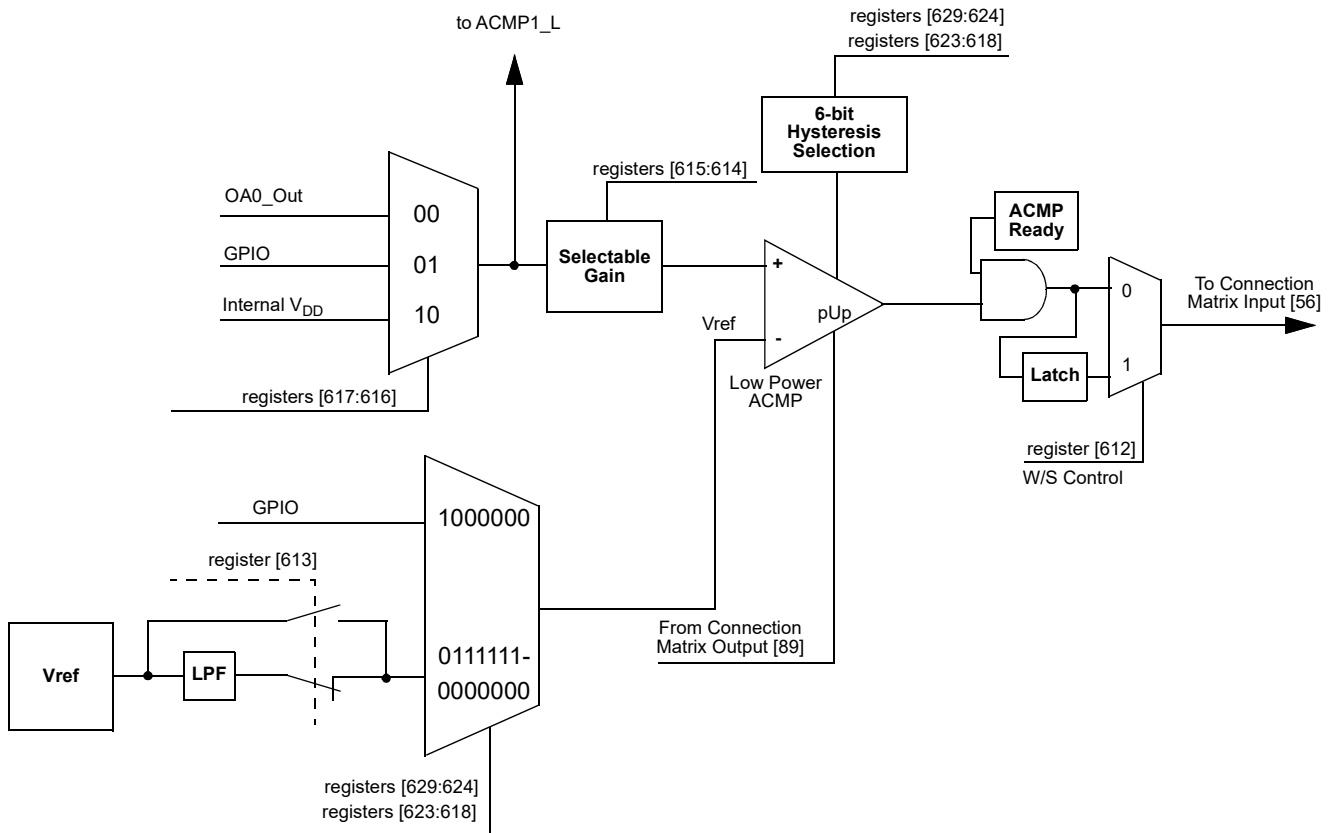 to ACMP1_L
registers [629:624]
registers [623:618]
6-bit
Hysteresis
Selection
registers [615:614]
OA0_Out
00
GPIO
01
Internal VDD
10
Selectable
Gain
+
-
pUp
Vref
Low Power
ACMP
ACMP
Ready
0
1
Latch
To Connection
Matrix Input [56]
registers [617:616]
register [612]
W/S Control
GPIO
1000000
register [613]
0111111-
0000000
Vref
LPF
From Connection
Matrix Output [89]
registers [629:624]
registers [623:618]